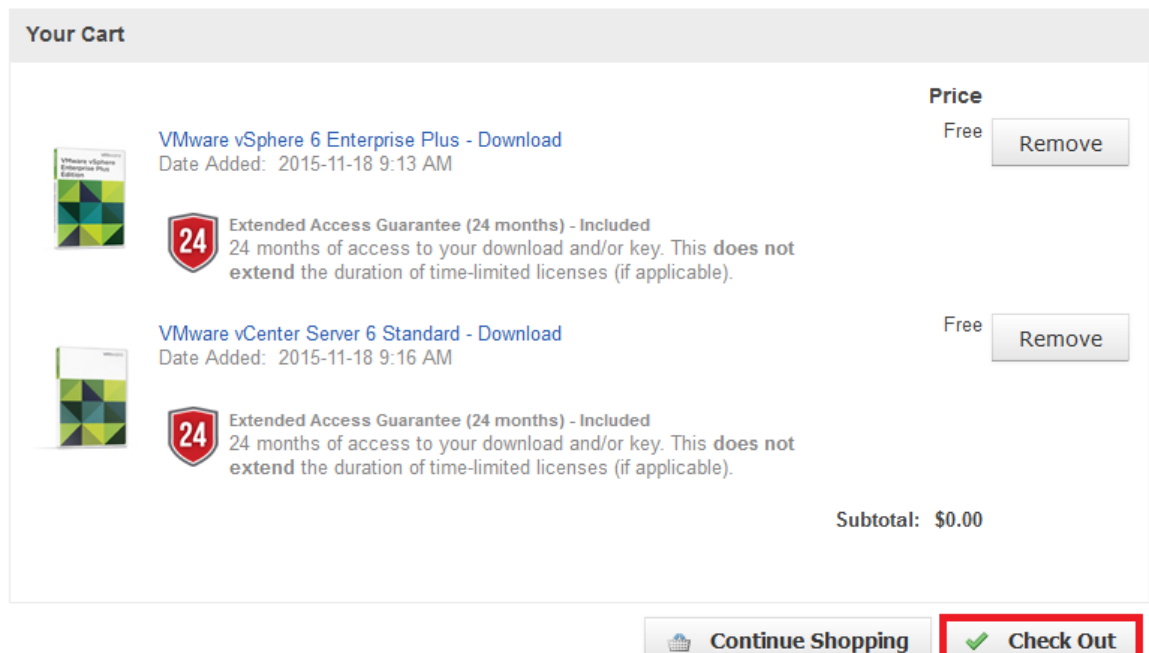 Your Cart
Price
VMware vSphere 6 Enterprise Plus - Download
Free
Remove
Date Added: 2015-11-18 9:13 AM
VMware vSphere
Enterprise Plus
Edition
24
Extended Access Guarantee (24 months) - Included
24 months of access to your download and/or key. This does not
extend the duration of time-limited licenses (if applicable).
VMware vCenter Server 6 Standard - Download
Free
Remove
Date Added: 2015-11-18 9:16 AM
24
Extended Access Guarantee (24 months) - Included
24 months of access to your download and/or key. This does not
extend the duration of time-limited licenses (if applicable).
Subtotal: $0.00
Continue Shopping
Check Out